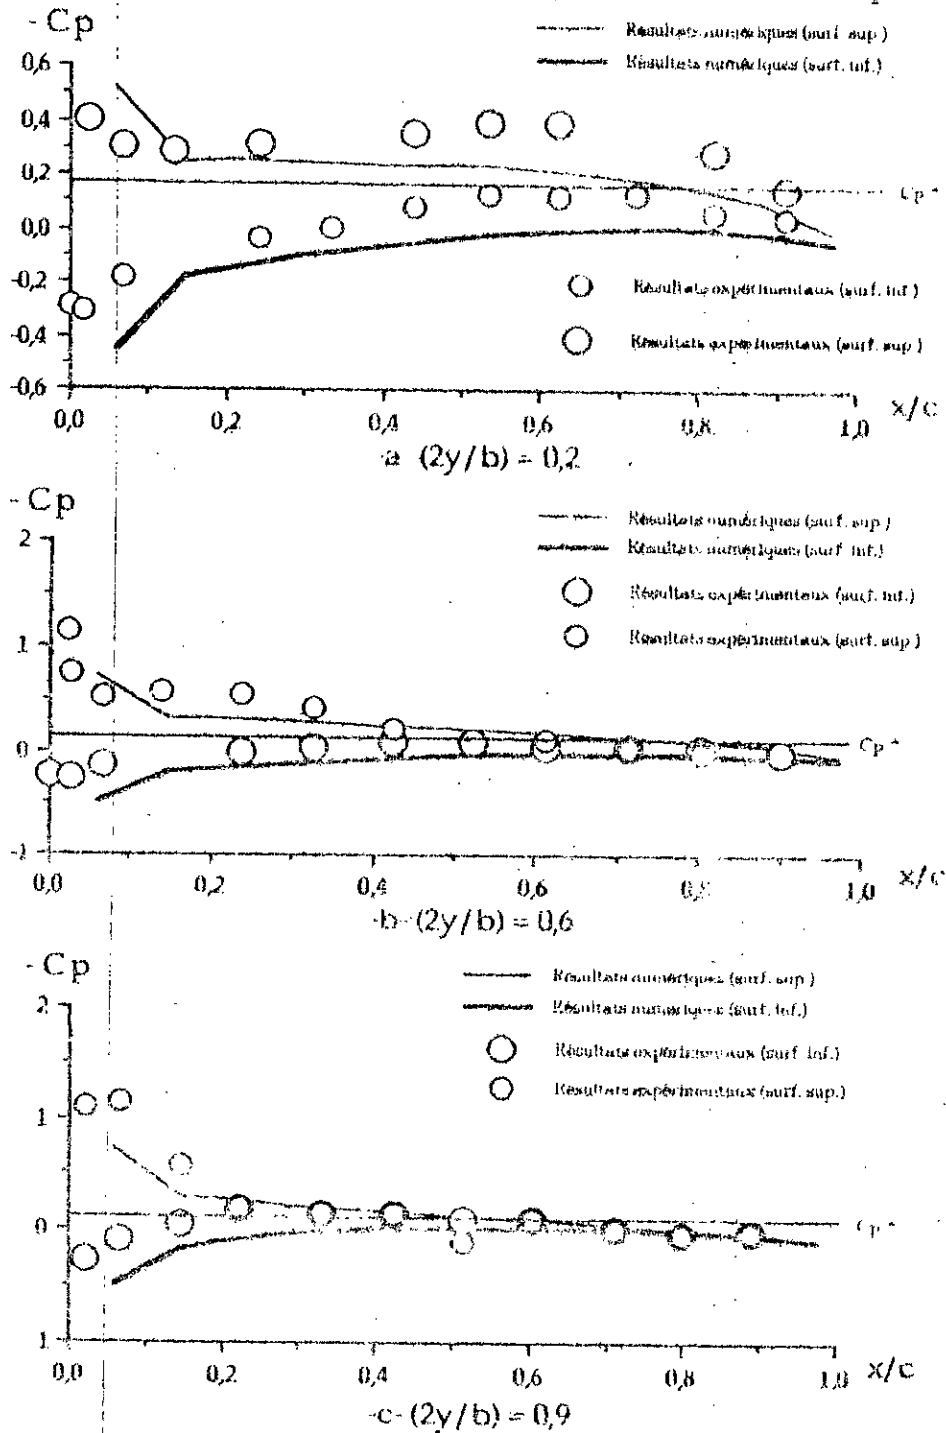 - Cp
Résultats numériques (surf. sup.)
Résultats numériques (surf. inf.)
0,6
0,4
0,2
0,0
-0,2
-0,4
-0,6
Cp *
Résultats expérimentaux (surf. inf.)
Résultats expérimentaux (surf. sup.)
0,0 0,2 0,4 0,6 0,8 1,0 x/c
-a (2y/b) = 0,2
- Cp
Résultats numériques (surf. sup.)
Résultats numériques (surf. inf.)
Résultats expérimentaux (surf. inf.)
Résultats expérimentaux (surf. sup.)
2
1
0
-1
Cp *
0,0 0,2 0,4 0,6 0,8 1,0 x/c
-b- (2y/b) = 0,6
- Cp
Résultats numériques (surf. sup.)
Résultats numériques (surf. inf.)
Résultats expérimentaux (surf. inf.)
Résultats expérimentaux (surf. sup.)
2
1
0
1
Cp *
0,0 0,2 0,4 0,6 0,8 1,0 x/c
-c- (2y/b) = 0,9